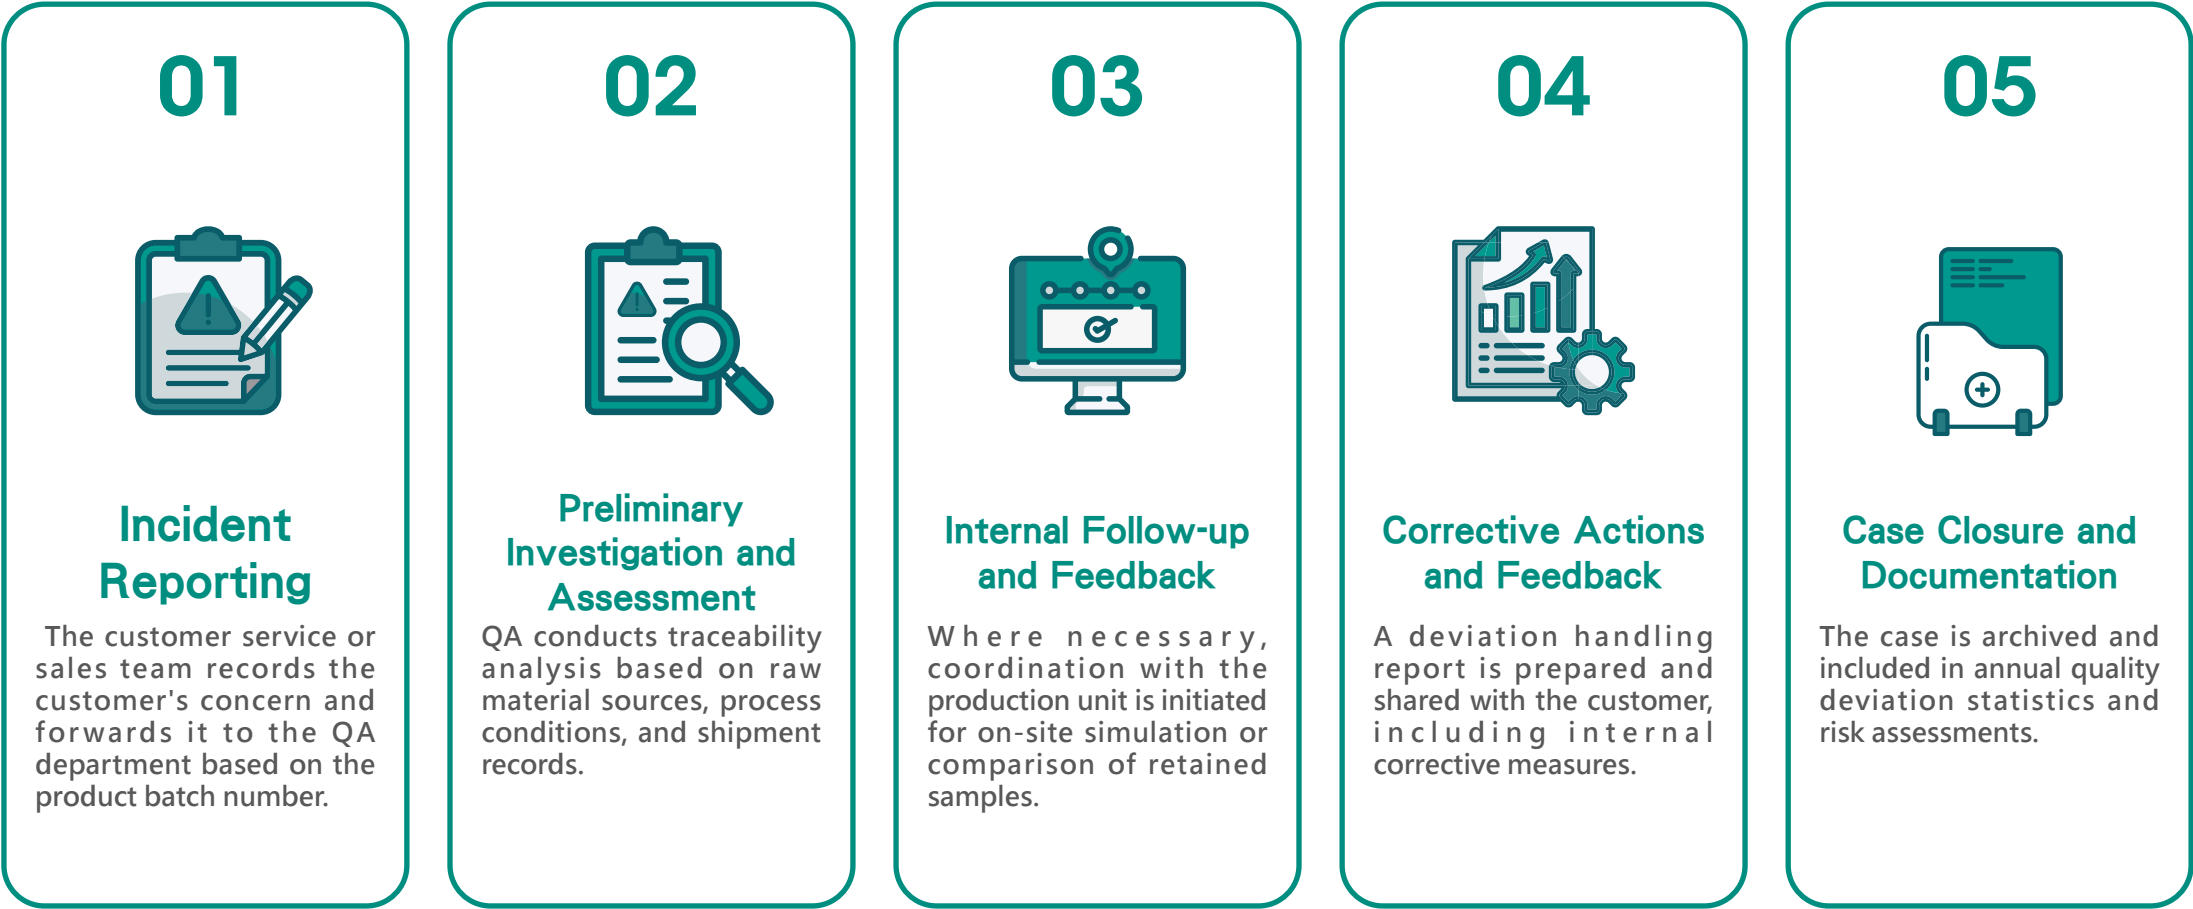 01
Incident
Reporting
The customer service or
sales team records the
customer's concern and
forwards it to the QA
department based on the
product batch number.
02
Preliminary
Investigation and
Assessment
QA conducts traceability
analysis based on raw
material sources, process
conditions, and shipment
records.
03
Internal Follow-up
and Feedback
Where necessary,
coordination with the
production unit is initiated
for on-site simulation or
comparison of retained
samples.
04
Corrective Actions
and Feedback
A deviation handling
report is prepared and
shared with the customer,
including internal
corrective measures.
05
Case Closure and
Documentation
The case is archived and
included in annual quality
deviation statistics and
risk assessments.